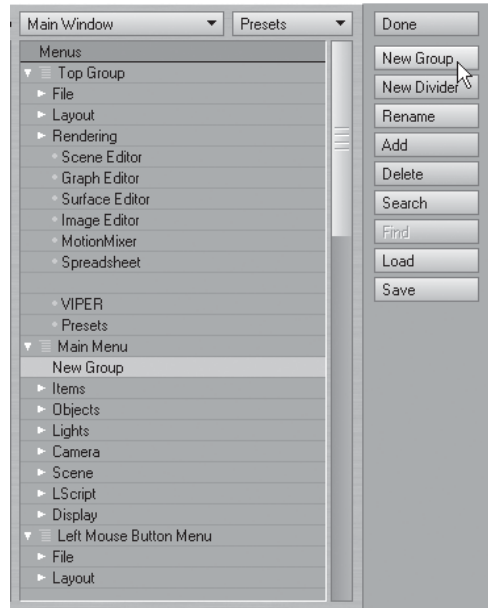 Main Window
Presets
Menus
Top Group
File
Layout
Rendering
Scene Editor
Graph Editor
Surface Editor
Image Editor
MotionMixer
Spreadsheet
VIPER
Presets
Main Menu
New Group
Items
Objects
Lights
Camera
Scene
LScript
Display
Left Mouse Button Menu
File
Layout
Done
New Group
New Divider
Rename
Add
Delete
Search
Find
Load
Save